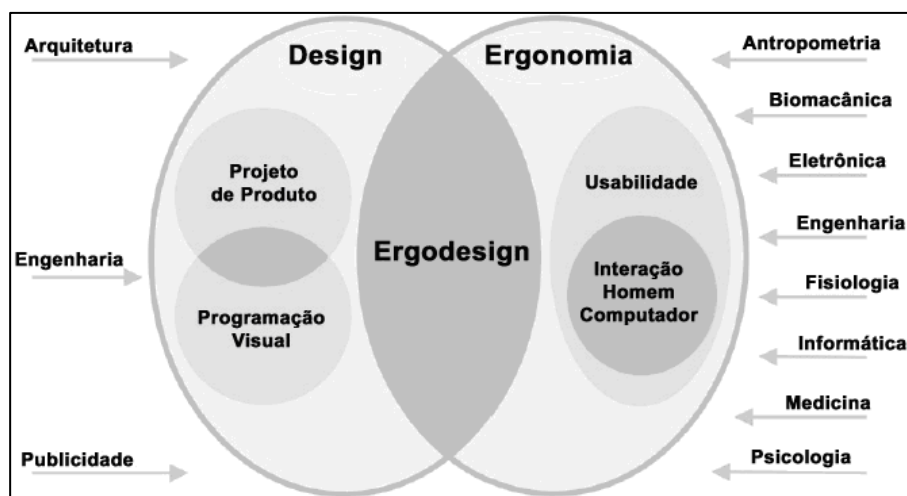 Arquitetura
Engenharia
Publicidade
Design
Projeto
de Produto
Programação
Visual
Ergodesign
Ergonomia
Usabilidade
Interação
Homem
Computador
Antropometria
Biomacânica
Eletrônica
Engenharia
Fisiologia
Informática
Medicina
Psicologia